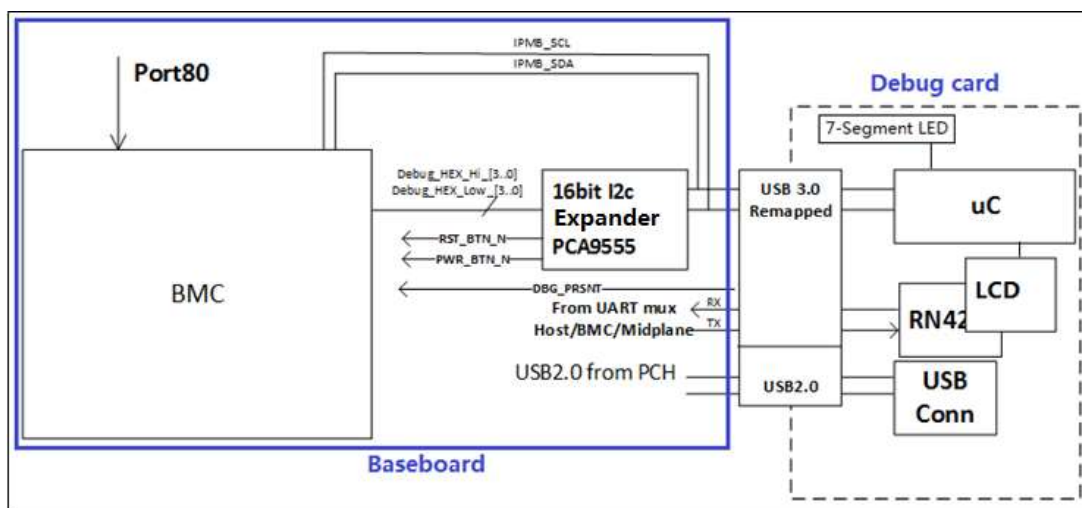 IPMB_SCL
IPMB_SDA
Port80
Debug card
7-Segment LED
Debug_HEX_Hi_[3..0]
Debug_HEX_Low_[3..0]
16bit I2c
Expander
PCA9555
USB 3.0
Remapped
uC
RST_BTN_N
PWR_BTN_N
BMC
DBG_PRSNT
From UART mux
RX
Host/BMC/Midplane
TX
LCD
RN42
USB2.0 from PCH
USB2.0
USB
Conn
Baseboard